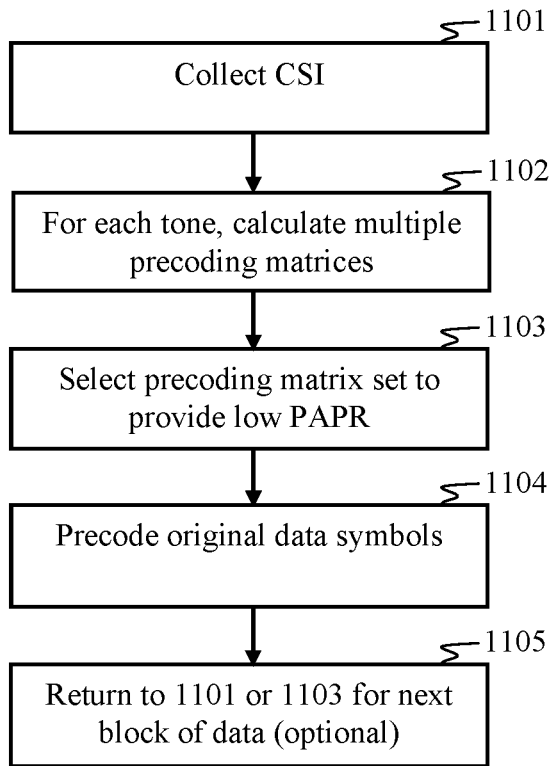 1101
Collect CSI
1102
For each tone, calculate multiple
precoding matrices
1103
Select precoding matrix set to
provide low PAPR
1104
Precode original data symbols
1105
Return to 1101 or 1103 for next
block of data (optional)